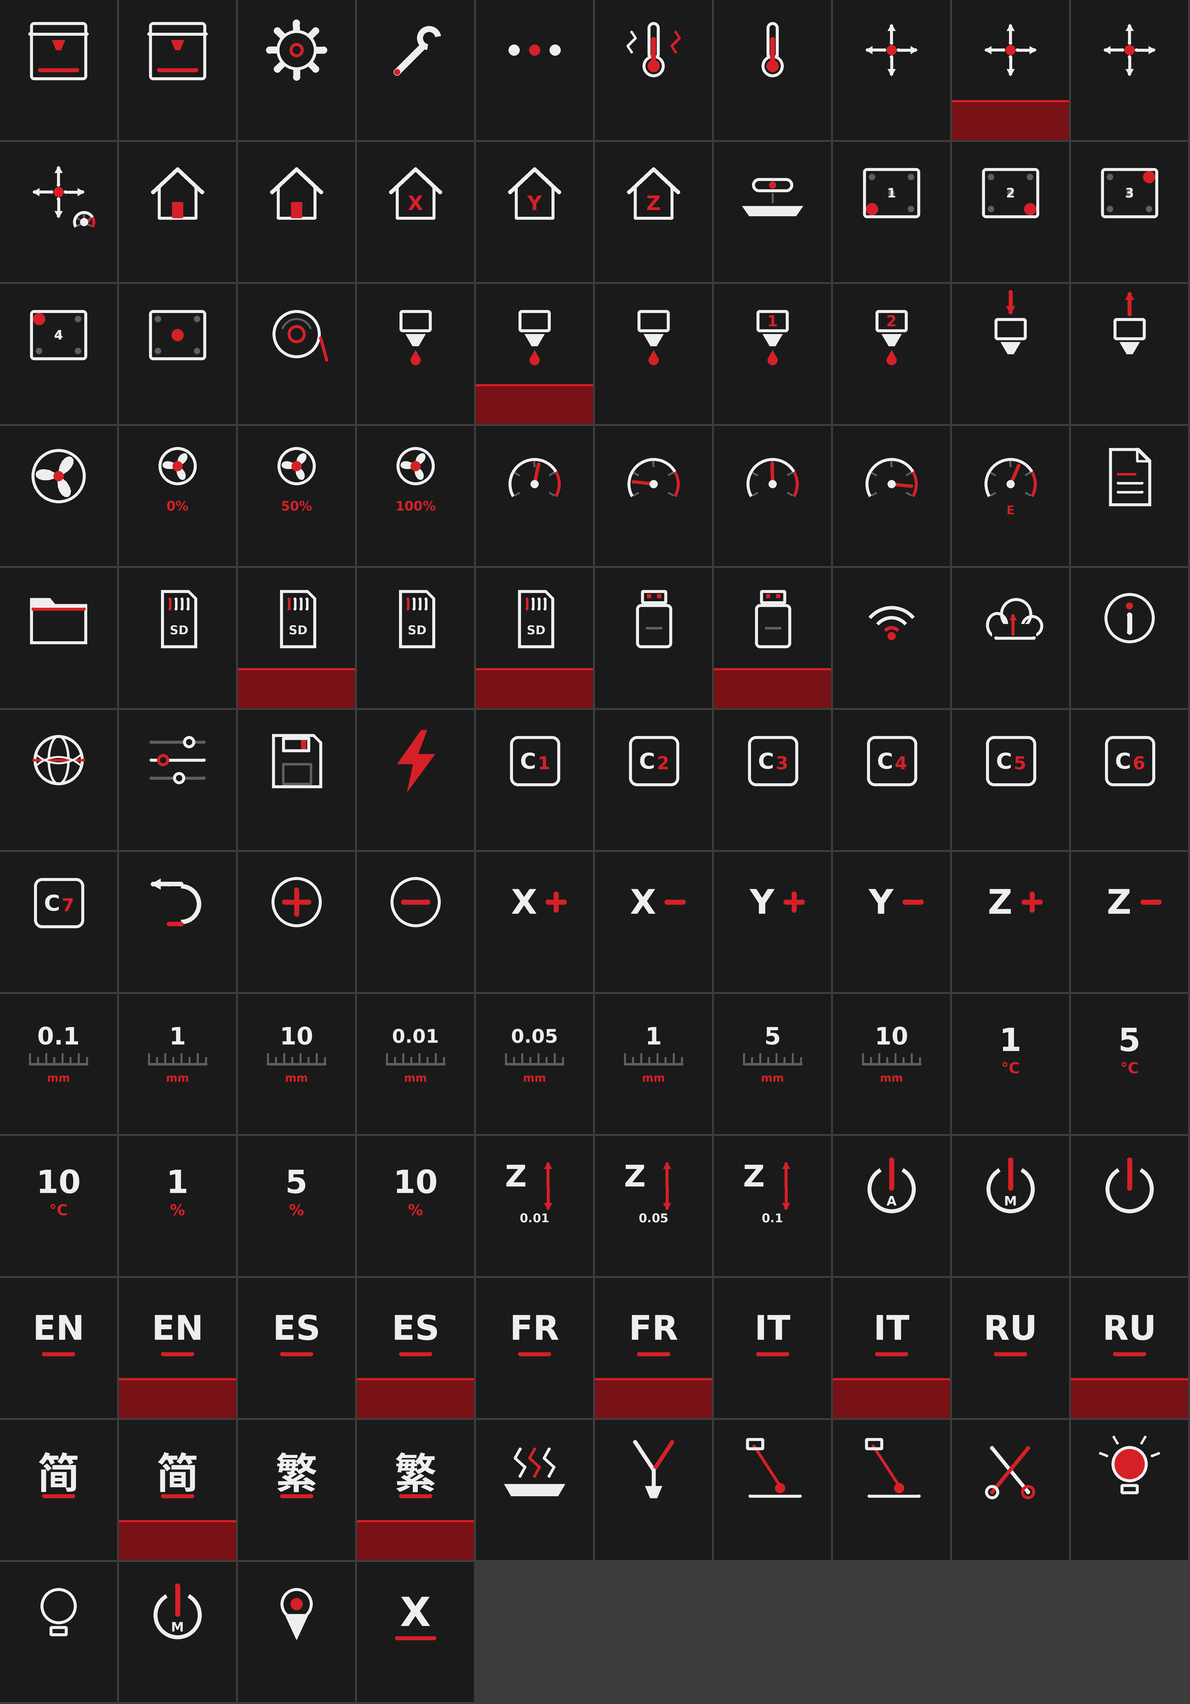 X
Y
Z
1
2
3
4
1
2
0%
50%
100%
E
SD
SD
SD
SD
C1
C2
C3
C4
C5
C6
C7
X+
X-
Y+
Y-
Z+
Z-
0.1
1
10
0.01
0.05
1
5
10
1
5
mm
mm
mm
mm
mm
mm
mm
mm
°C
°C
10
1
5
10
Z
Z
Z
A
M
°C
%
%
%
0.01
0.05
0.1
EN
EN
ES
ES
FR
FR
IT
IT
RU
RU
简
简
繁
繁
M
X